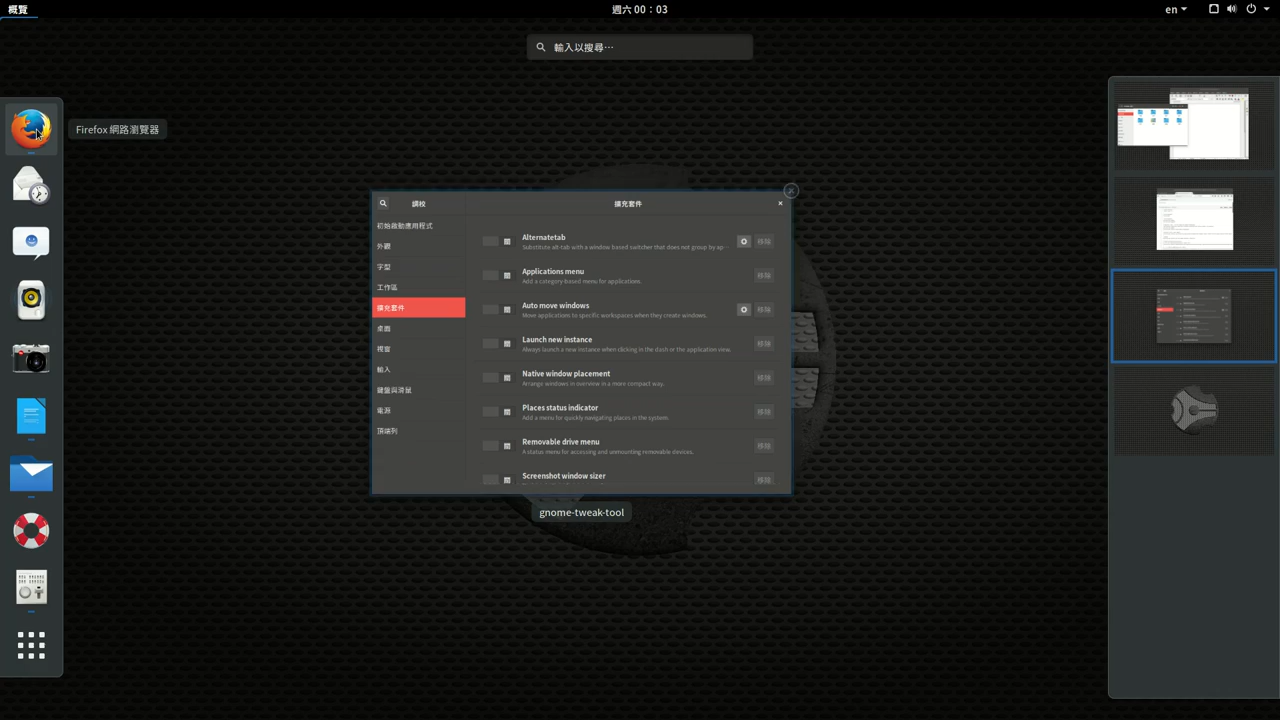 概覽
週六 00：03
en
輸入以搜尋…
Firefox 網路瀏覽器
調校
擴充套件
初始啟動應用程式
外觀
字型
工作區
擴充套件
桌面
視窗
輸入
鍵盤與滑鼠
電源
頂端列
Alternatetab
Substitute alt-tab with a window based switcher that does not group by ap…
關
移除
Applications menu
Add a category-based menu for applications.
關
移除
Auto move windows
Move applications to specific workspaces when they create windows.
關
移除
Launch new instance
Always launch a new instance when clicking in the dash or the application view.
關
移除
Native window placement
Arrange windows in overview in a more compact way.
關
移除
Places status indicator
Add a menu for quickly navigating places in the system.
關
移除
Removable drive menu
A status menu for accessing and unmounting removable devices.
關
移除
Screenshot window sizer
關
移除
gnome-tweak-tool